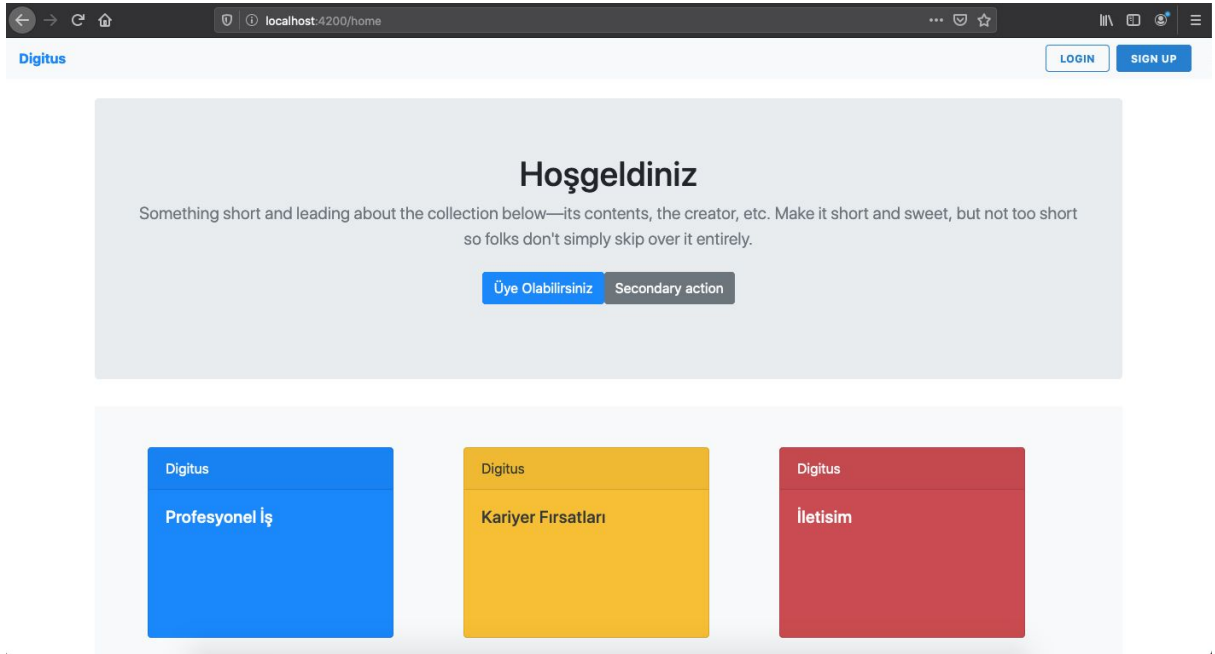 localhost:4200/home
Digitus
LOGIN
SIGN UP
Hoşgeldiniz
Something short and leading about the collection below—its contents, the creator, etc. Make it short and sweet, but not too short
so folks don't simply skip over it entirely.
Üye Olabilirsiniz
Secondary action
Digitus
Profesyonel İş
Digitus
Kariyer Fırsatları
Digitus
İletisim